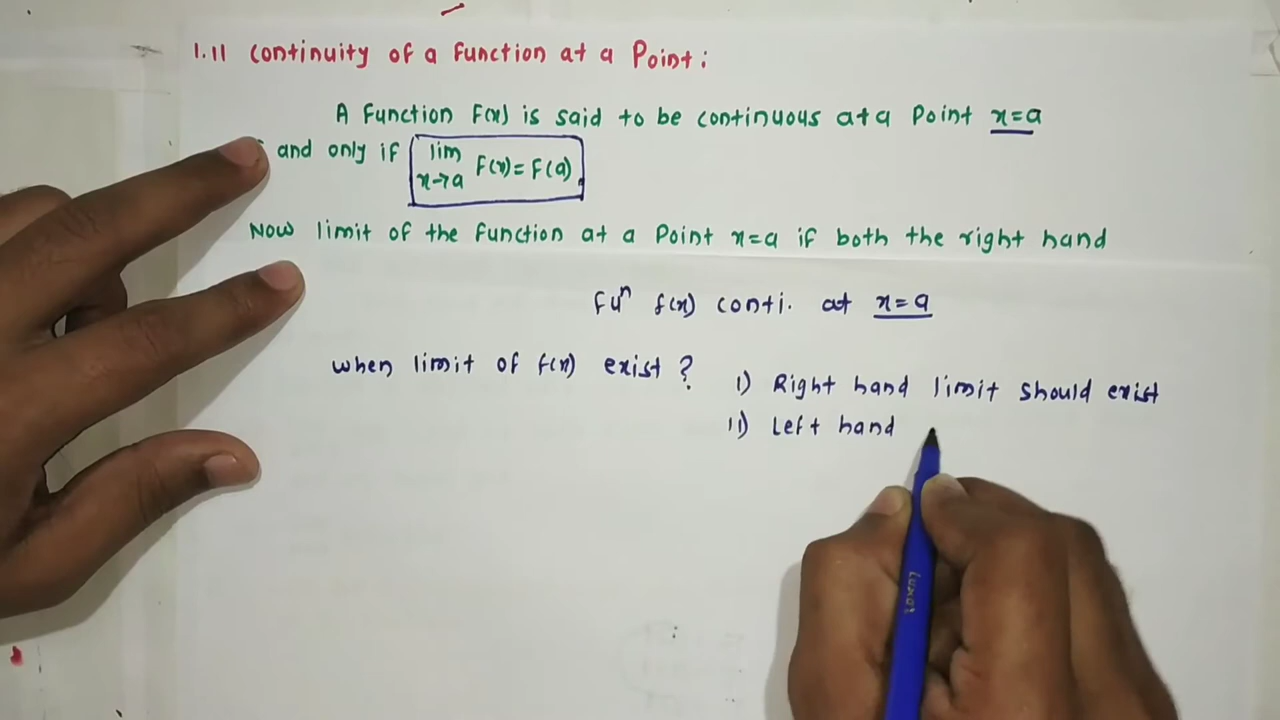 1.11 Continuity of a Function at a Point:
A Function F(x) is said to be continuous at a Point x=a
and only if lim x→a F(x)=F(a)
Now limit of the Function at a Point x=a if both the right hand
Fuⁿ f(x) conti. at x=a
when limit of f(x) exist?
i) Right hand limit should exist
ii) Left hand
Luxor